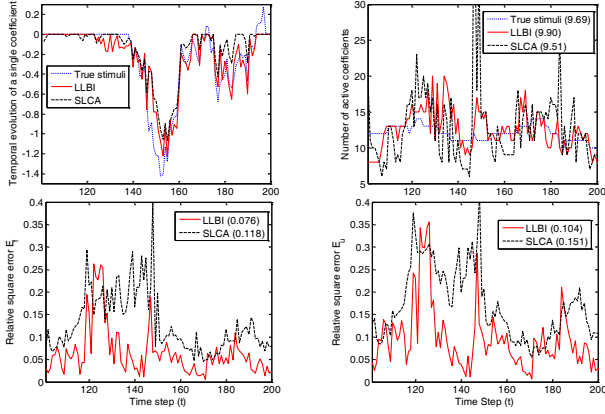 Temporal evolution of a single coefficient
0.2
0
-0.2
-0.4
-0.6
-0.8
-1
-1.2
-1.4
True stimuli
LLBI
SLCA
120 140 160 180 200
Number of active coefficients
30
25
20
15
10
5
True stimuli (9.69)
LLBI (9.90)
SLCA (9.51)
120 140 160 180 200
Relative square error E_I
0.4
0.35
0.3
0.25
0.2
0.15
0.1
0.05
0
LLBI (0.076)
SLCA (0.118)
120 140 160 180 200
Time step (t)
Relative square error E_u
0.4
0.35
0.3
0.25
0.2
0.15
0.1
0.05
0
LLBI (0.104)
SLCA (0.151)
120 140 160 180 200
Time Step (t)